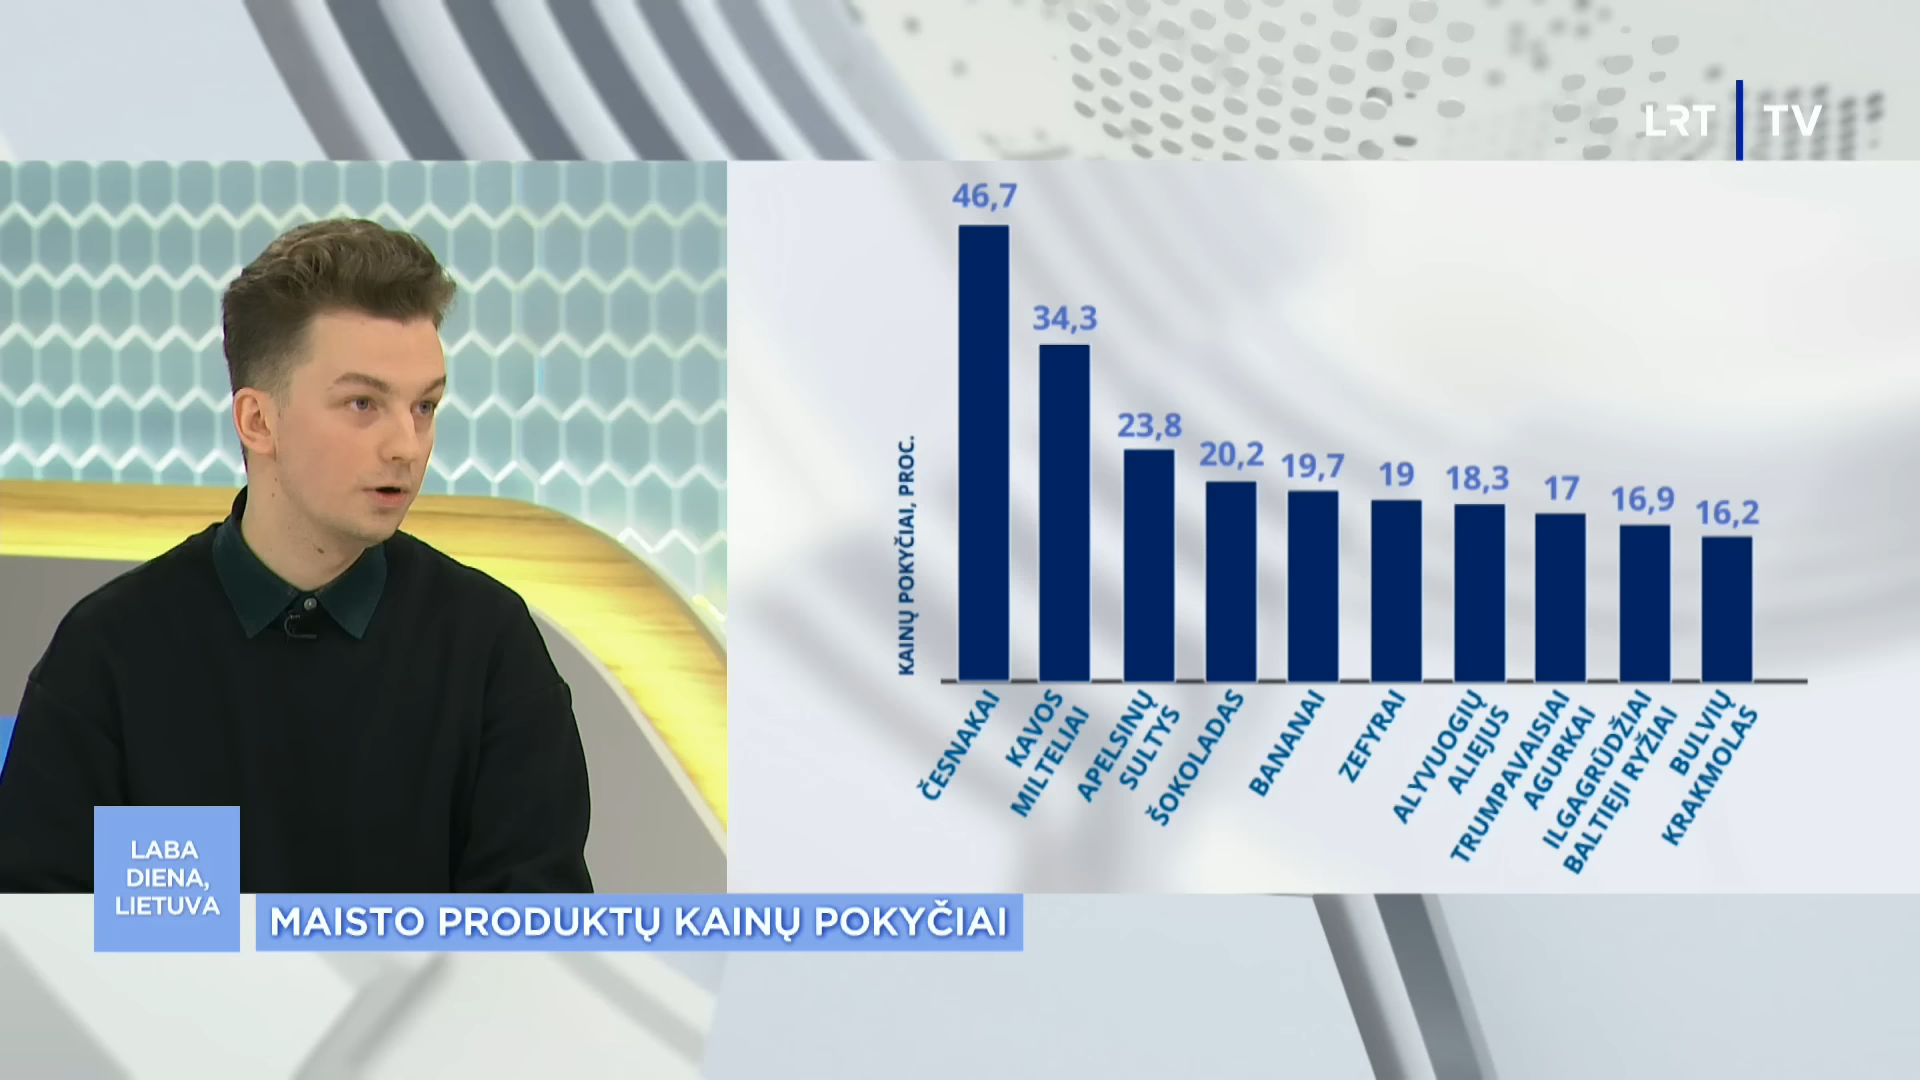 LRT TV
46,7
34,3
23,8
20,2
19,7
19
18,3
17
16,9
16,2
KAINŲ POKYČIAI, PROC.
ČESNAKAI
KAVOS
MILTELIAI
APELSINŲ
SULTYS
ŠOKOLADAS
BANANAI
ZEFYRAI
ALYVUOGIŲ
ALIEJUS
TRUMPAVAISIAI
AGURKAI
ILGAGRŪDŽIAI
BALTIEJI RYŽIAI
BULVIŲ
KRAKMOLAS
LABA
DIENA,
LIETUVA
MAISTO PRODUKTŲ KAINŲ POKYČIAI